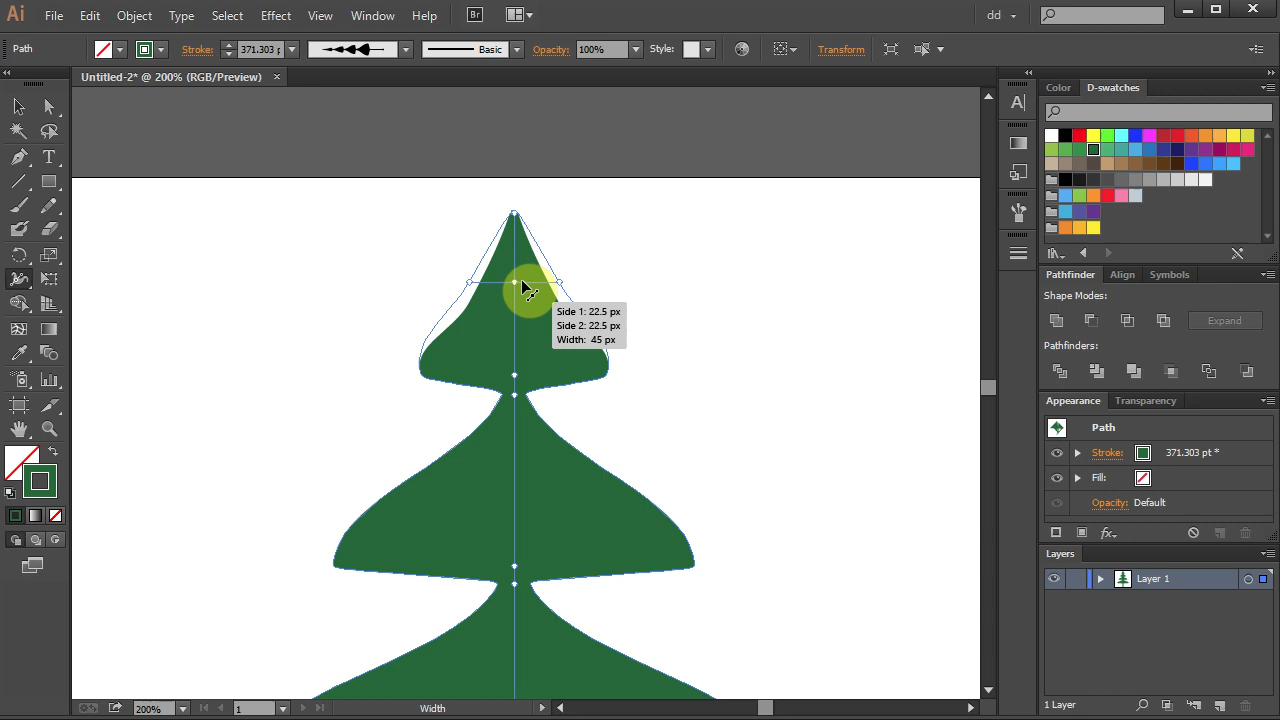 Ai File Edit Object Type Select Effect View Window Help Br dd
Path Stroke: 371.303 p Basic Opacity: 100% Style: Transform
Untitled-2* @ 200% (RGB/Preview) ×
Color D-swatches
Pathfinder Align Symbols
Shape Modes:
Expand
Pathfinders:
Side 1: 22.5 px
Side 2: 22.5 px
Width: 45 px
Appearance Transparency
Path
Stroke: 371.303 pt *
Fill:
Opacity: Default
fx
Layers
Layer 1
1 Layer
200% 1 Width